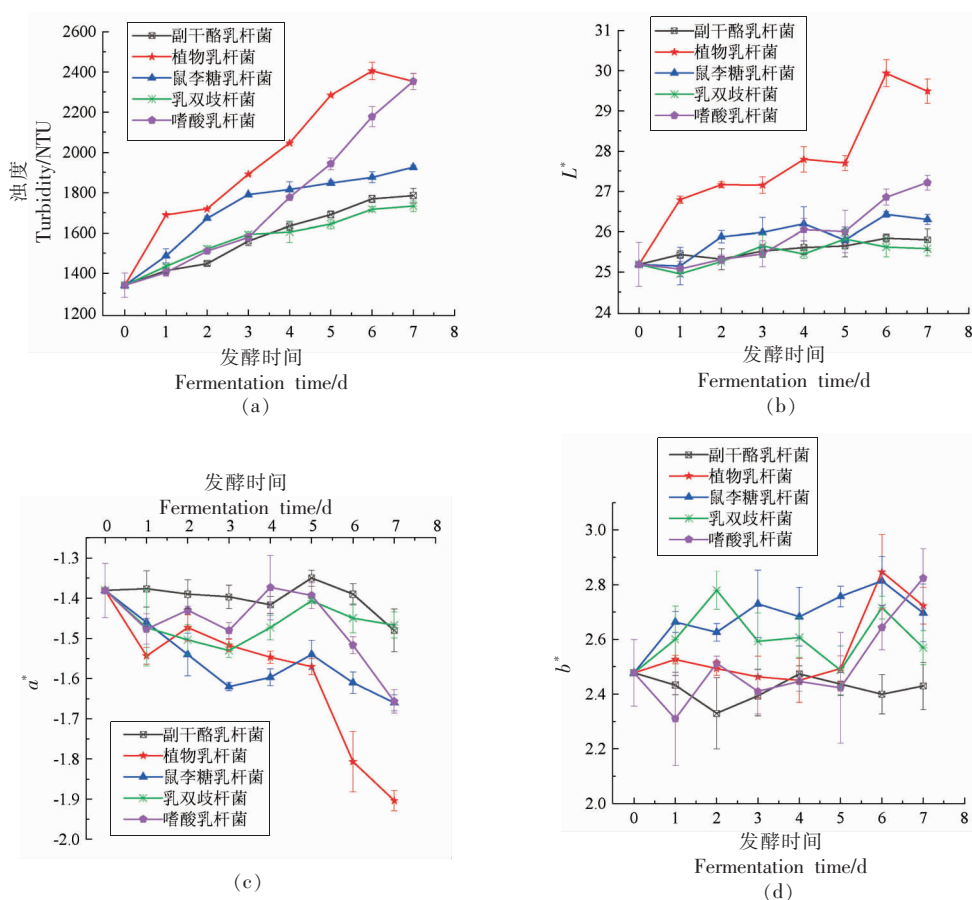 副干酪乳杆菌
植物乳杆菌
鼠李糖乳杆菌
乳双歧杆菌
嗜酸乳杆菌
2600
2400
2200
2000
1800
1600
1400
1200
浊度
Turbidity/NTU
0 1 2 3 4 5 6 7 8
发酵时间
Fermentation time/d
(a)
副干酪乳杆菌
植物乳杆菌
鼠李糖乳杆菌
乳双歧杆菌
嗜酸乳杆菌
31
30
29
28
27
26
25
24
L*
0 1 2 3 4 5 6 7 8
发酵时间
Fermentation time/d
(b)
发酵时间
Fermentation time/d
0 1 2 3 4 5 6 7 8
-1.3
-1.4
-1.5
-1.6
-1.7
-1.8
-1.9
-2.0
a*
副干酪乳杆菌
植物乳杆菌
鼠李糖乳杆菌
乳双歧杆菌
嗜酸乳杆菌
(c)
副干酪乳杆菌
植物乳杆菌
鼠李糖乳杆菌
乳双歧杆菌
嗜酸乳杆菌
3.0
2.8
2.6
2.4
2.2
2.0
b*
0 1 2 3 4 5 6 7 8
发酵时间
Fermentation time/d
(d)